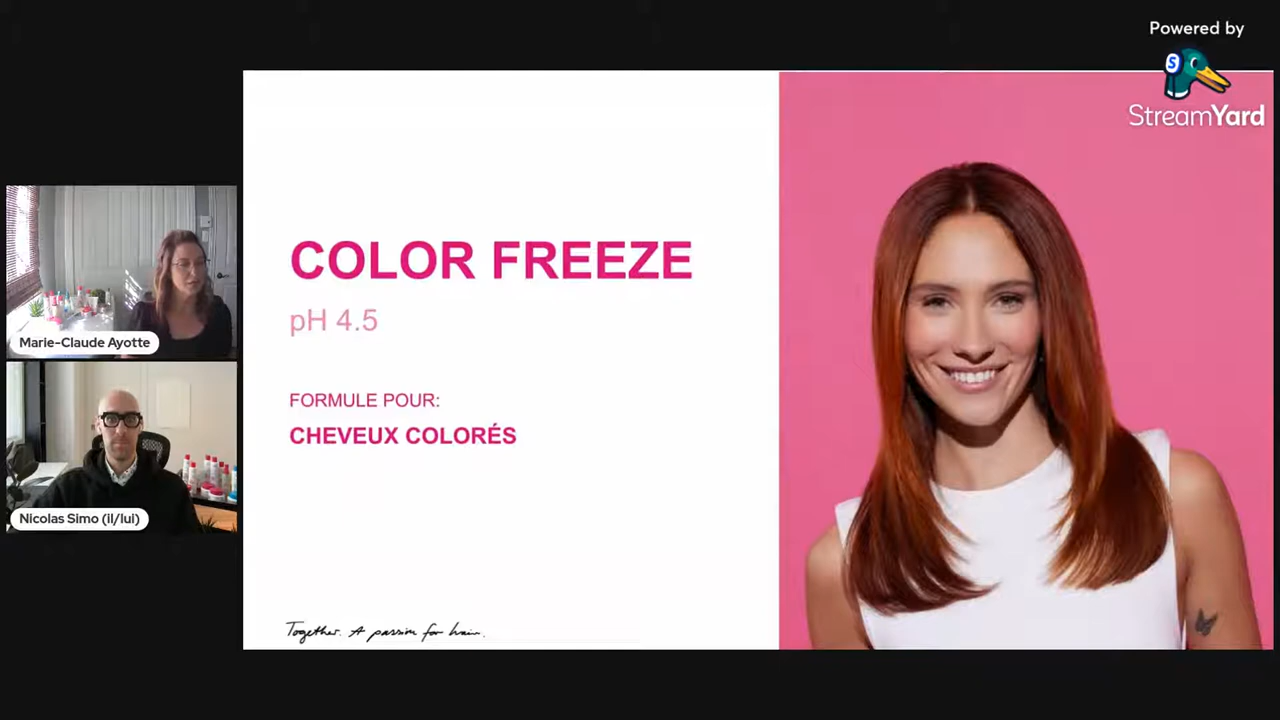 Powered by
S
StreamYard
COLOR FREEZE
pH 4.5
FORMULE POUR:
CHEVEUX COLORÉS
Together. A passion for hair.
Marie-Claude Ayotte
Nicolas Simo (il/lui)